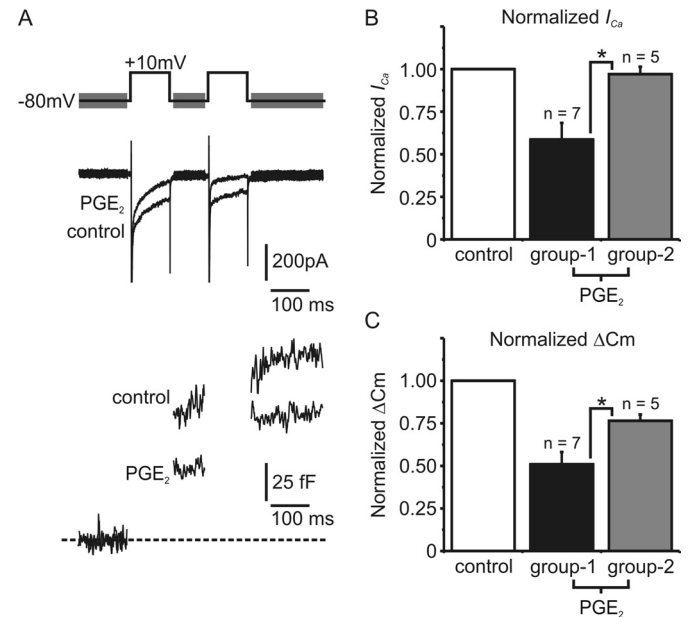 A
+10mV
-80mV
PGE2
control
200pA
100 ms
control
PGE2
25 fF
100 ms
B
Normalized ICa
Normalized ICa
1.00
0.75
0.50
0.25
0
n = 7
*
n = 5
control group-1 group-2
PGE2
C
Normalized ΔCm
Normalized ΔCm
1.00
0.75
0.50
0.25
0
n = 7
*
n = 5
control group-1 group-2
PGE2